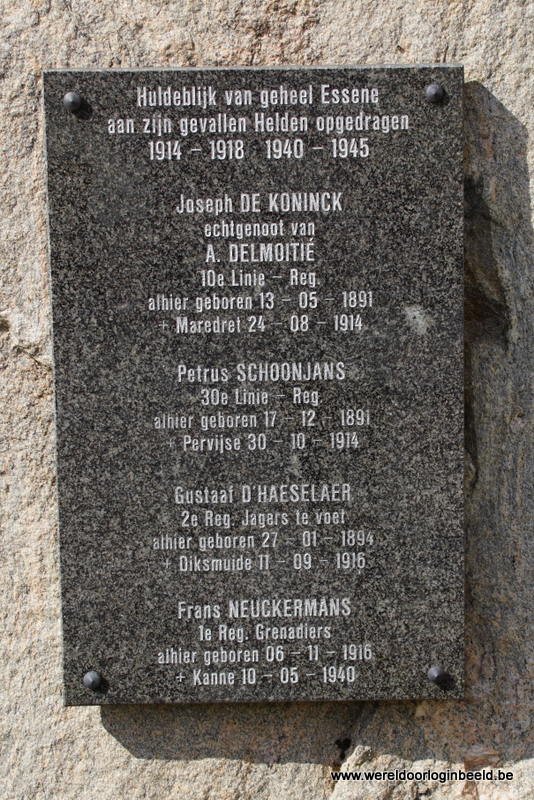 Huldeblijk van geheel Essene
aan zijn gevallen Helden opgedragen
1914 - 1918 1940 - 1945
Joseph DE KONINCK
echtgenoot van
A. DELMOITIÉ
10e Linie - Reg.
alhier geboren 13 - 05 - 1891
+ Maredret 24 - 08 - 1914
Petrus SCHOONJANS
30e Linie - Reg
alhier geboren 17 - 12 - 1891
+ Pervijse 30 - 10 - 1914
Gustaaf D'HAESELAER
2e Reg. Jagers te voet
alhier geboren 27 - 01 - 1894
+ Diksmuide 11 - 09 - 1916
Frans NEUCKERMANS
1e Reg. Grenadiers
alhier geboren 06 - 11 - 1916
+ Kanne 10 - 05 - 1940
www.wereldoorloginbeeld.be